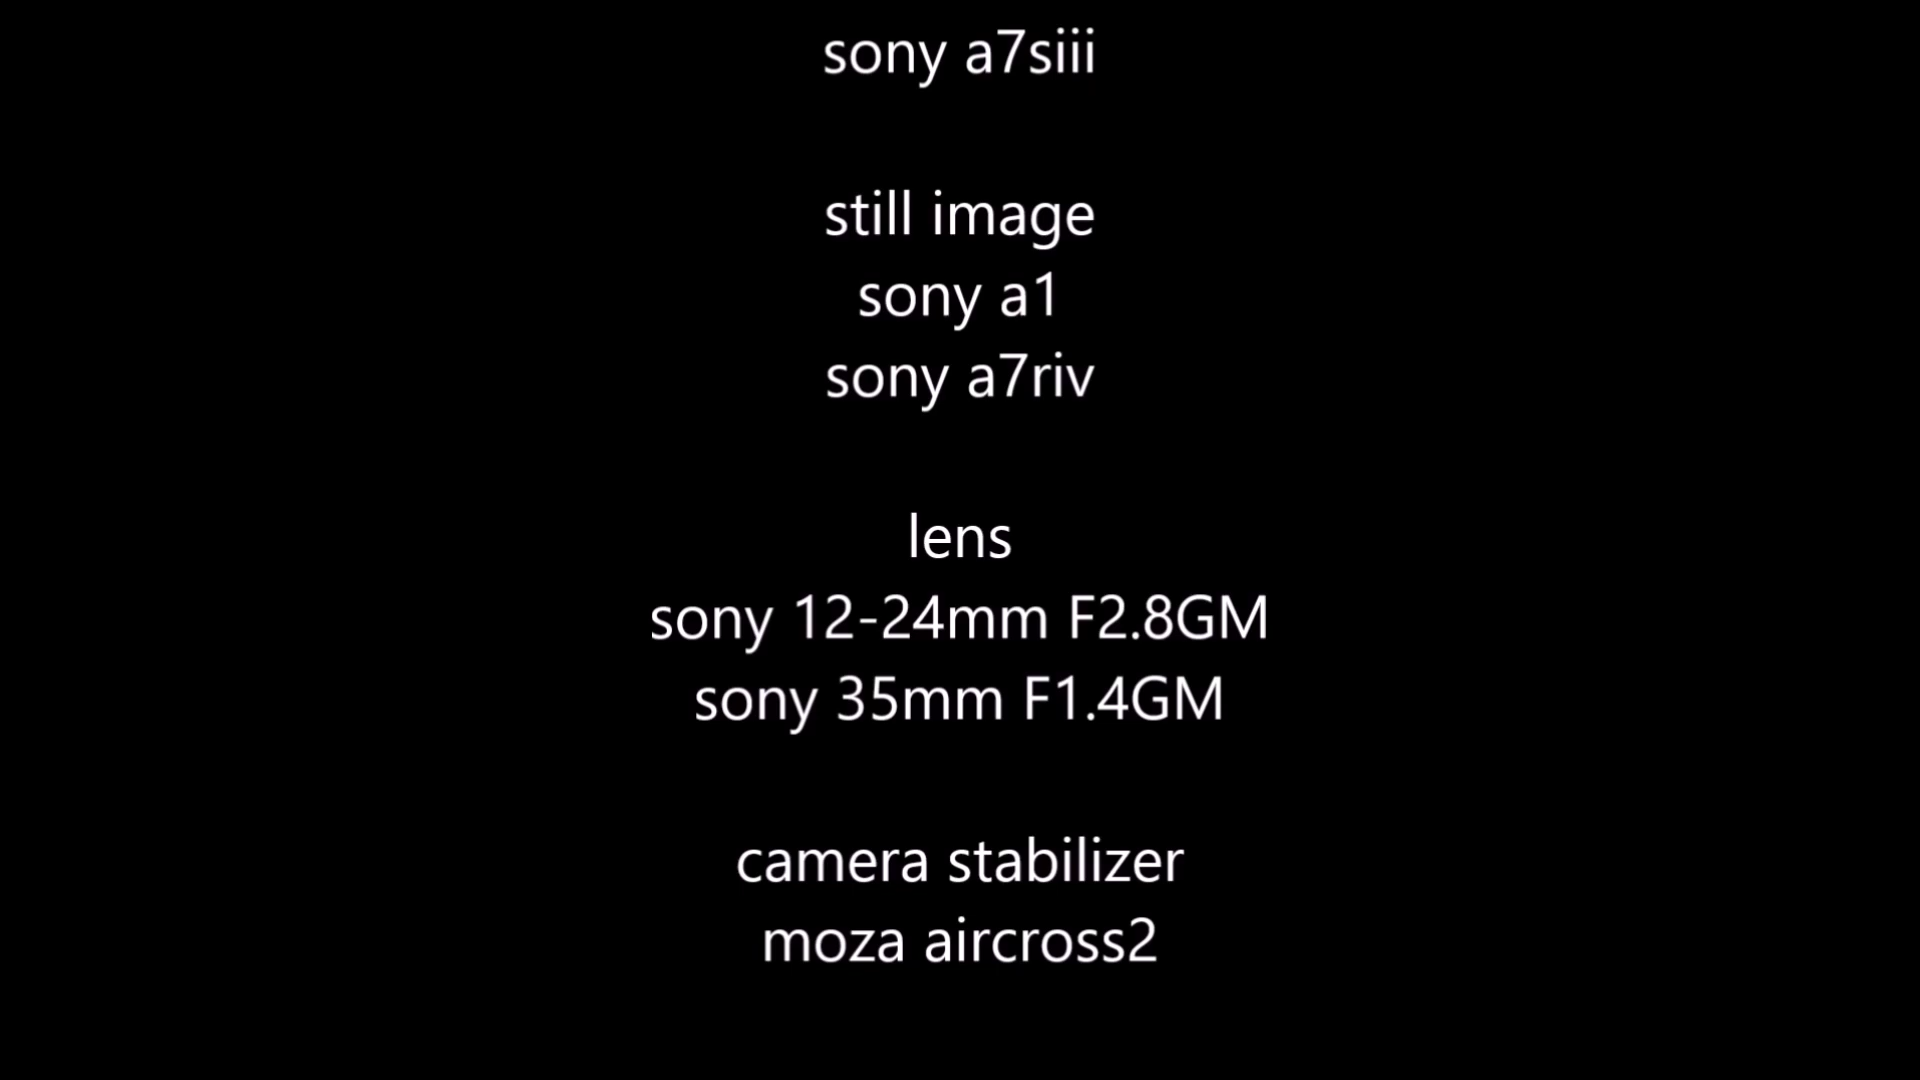 sony a7siii
still image
sony a1
sony a7riv
lens
sony 12-24mm F2.8GM
sony 35mm F1.4GM
camera stabilizer
moza aircross2